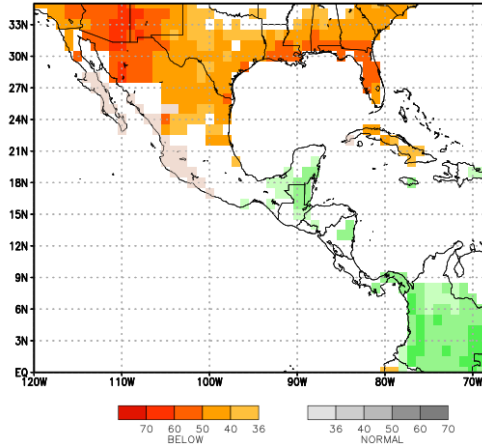 33N
30N
27N
24N
21N
18N
15N
12N
9N
6N
3N
EQ
120W 110W 100W 90W 80W 70W
70 60 50 40 36 36 40 50 60 70
BELOW NORMAL